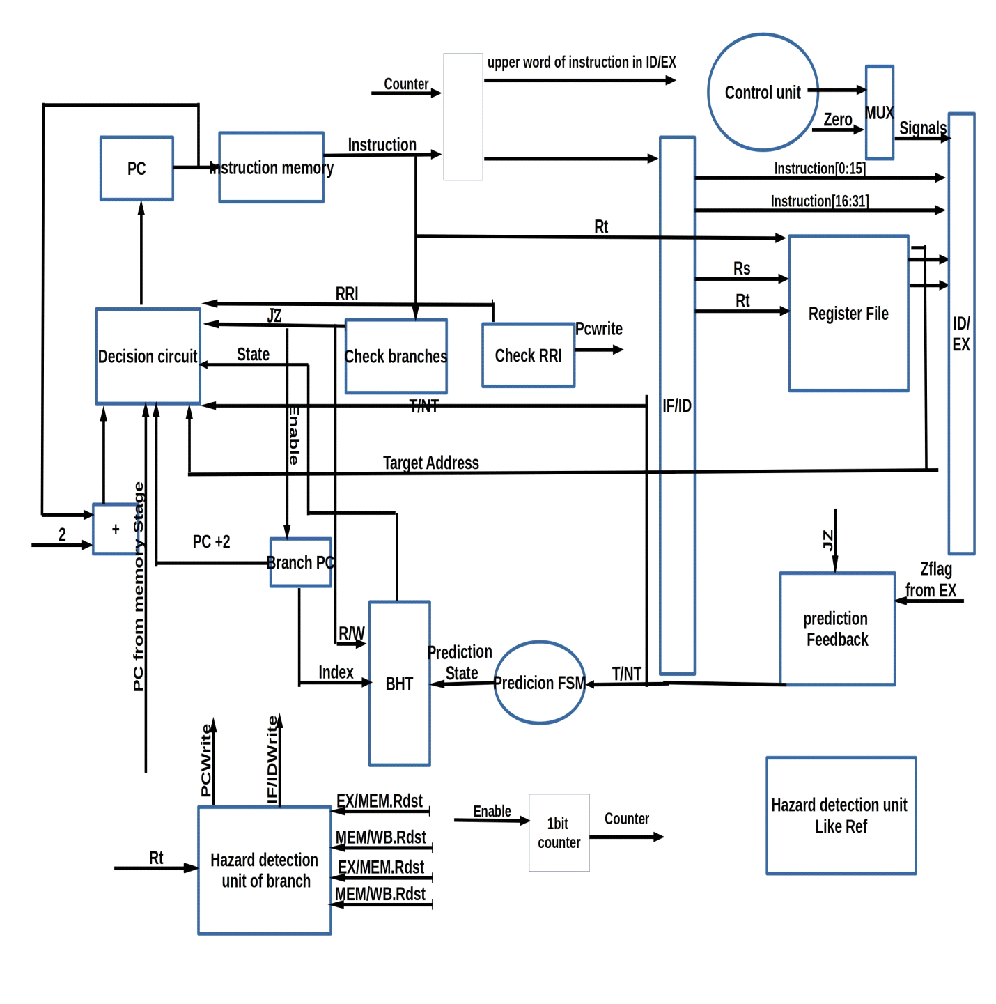 upper word of instruction in ID/EX
Counter
Control unit
MUX
Zero
Signals
PC
Instruction memory
Instruction
Instruction[0:15]
Instruction[16:31]
Rt
Rs
Rt
Register File
ID/
EX
RRI
JZ
State
Decision circuit
Check branches
Check RRI
Pcwrite
T/NT
IF/ID
Enable
Target Address
2
+
PC from memory Stage
PC +2
Branch PC
JZ
Zflag
from EX
prediction
Feedback
R/W
Index
BHT
Prediction
State
Predicion FSM
T/NT
PCWrite
IF/IDWrite
Rt
Hazard detection
unit of branch
EX/MEM.Rdst
MEM/WB.Rdst
EX/MEM.Rdst
MEM/WB.Rdst
Enable
1bit
counter
Counter
Hazard detection unit
Like Ref